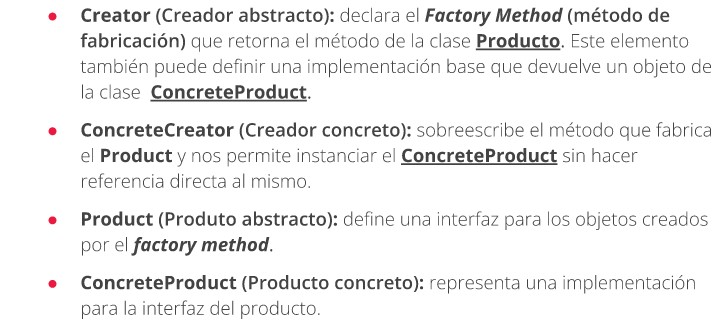 ● Creator (Creador abstracto): declara el Factory Method (método de
fabricación) que retorna el método de la clase Producto. Este elemento
también puede definir una implementación base que devuelve un objeto de
la clase ConcreteProduct.
● ConcreteCreator (Creador concreto): sobreescribe el método que fabrica
el Product y nos permite instanciar el ConcreteProduct sin hacer
referencia directa al mismo.
● Product (Produto abstracto): define una interfaz para los objetos creados
por el factory method.
● ConcreteProduct (Producto concreto): representa una implementación
para la interfaz del producto.